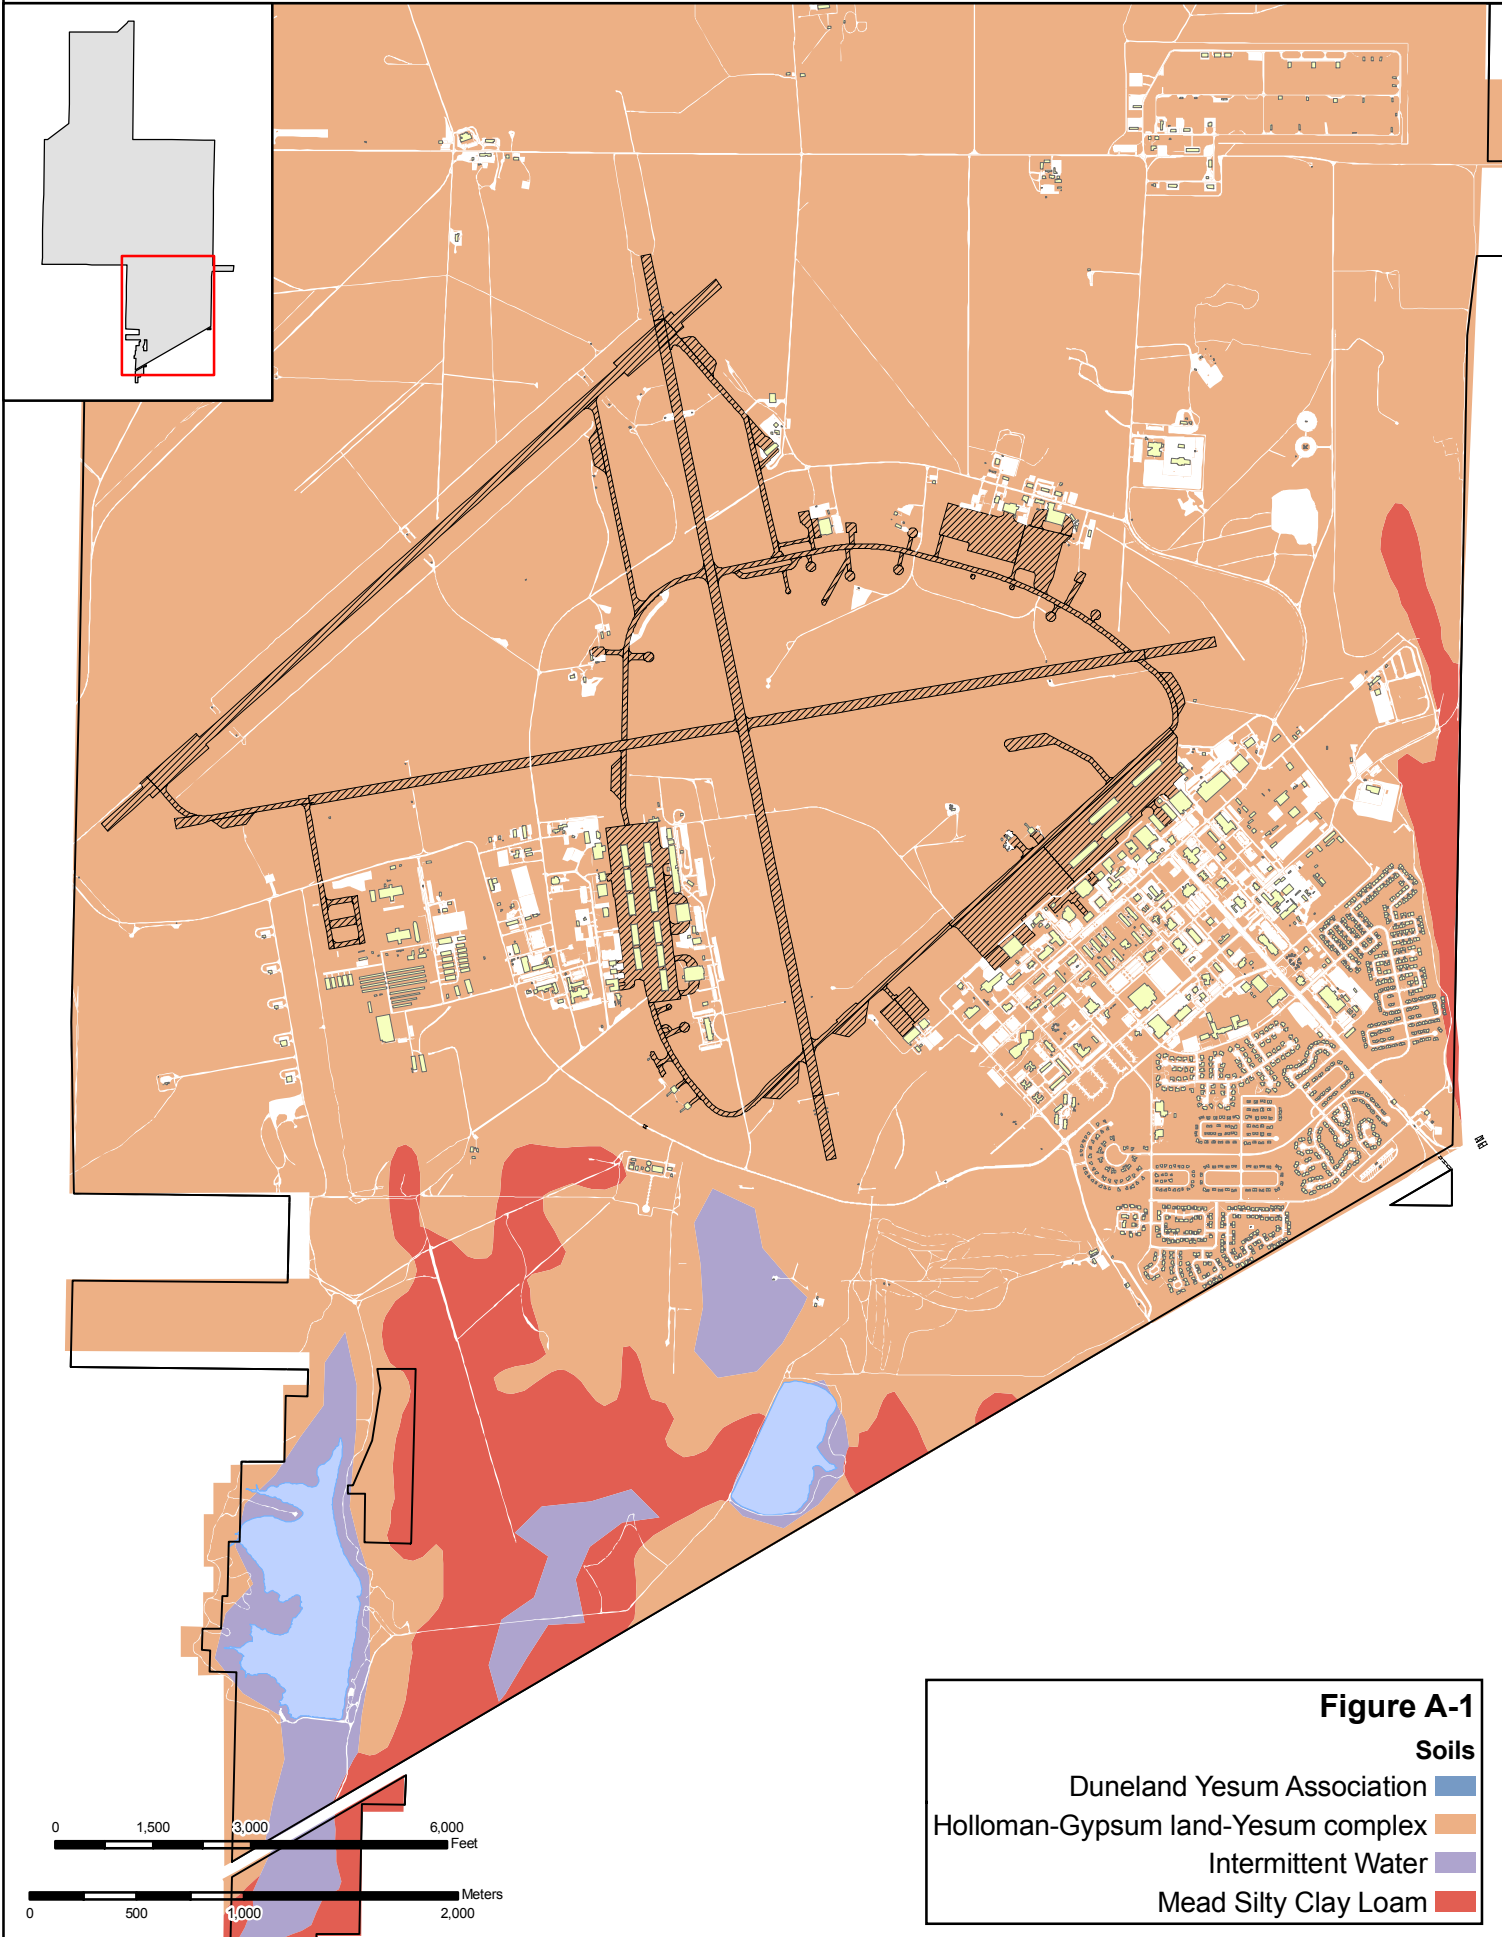 Figure A-1
Soils
Duneland Yesum Association
Holloman-Gypsum land-Yesum complex
Intermittent Water
Mead Silty Clay Loam
0 1,500 3,000 6,000
Feet
Meters
0 500 1,000 2,000